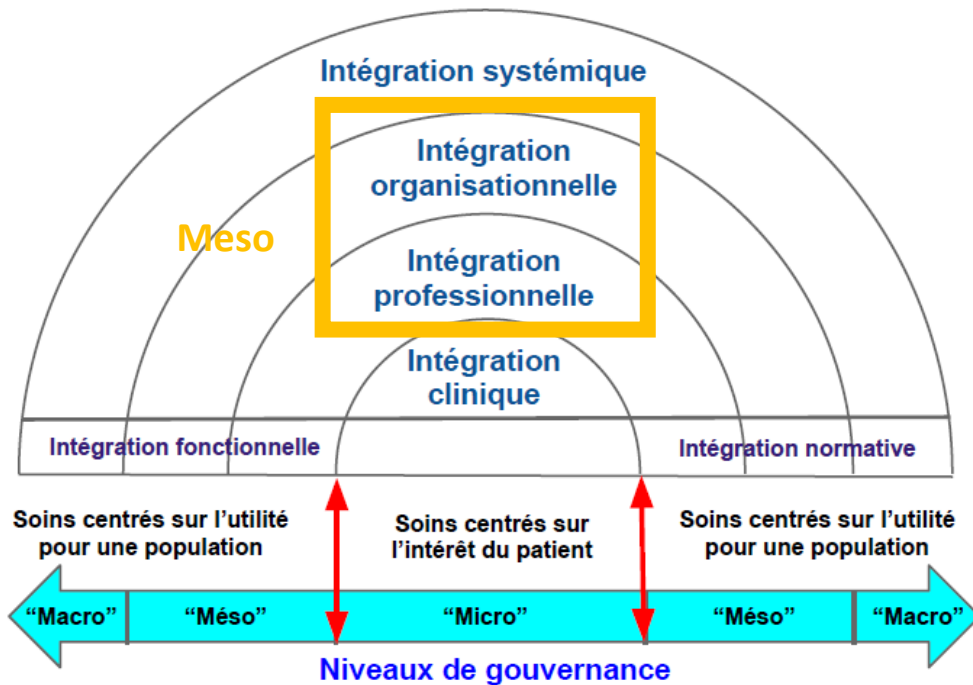 Intégration systémique
Intégration
organisationnelle
Meso
Intégration
professionnelle
Intégration
clinique
Intégration fonctionnelle
Intégration normative
Soins centrés sur l'utilité
pour une population
Soins centrés sur
l'intérêt du patient
Soins centrés sur l'utilité
pour une population
“Macro” “Méso” “Micro” “Méso” “Macro”
Niveaux de gouvernance